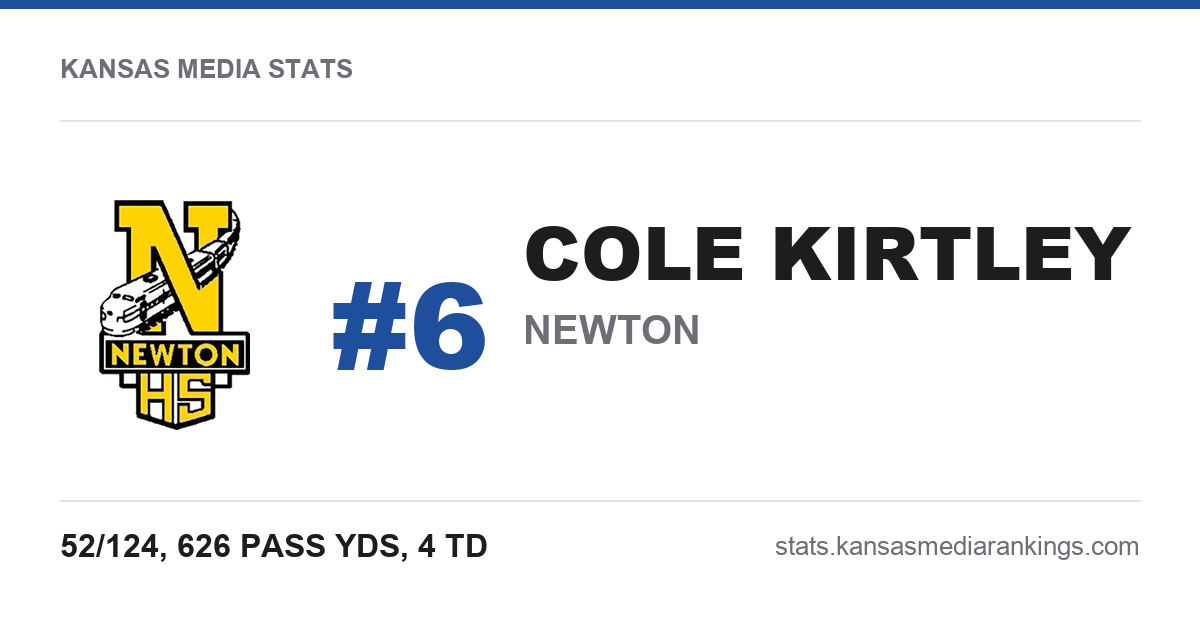 KANSAS MEDIA STATS
N
NEWTON
HS
#6
COLE KIRTLEY
NEWTON
52/124, 626 PASS YDS, 4 TD
stats.kansasmediarankings.com